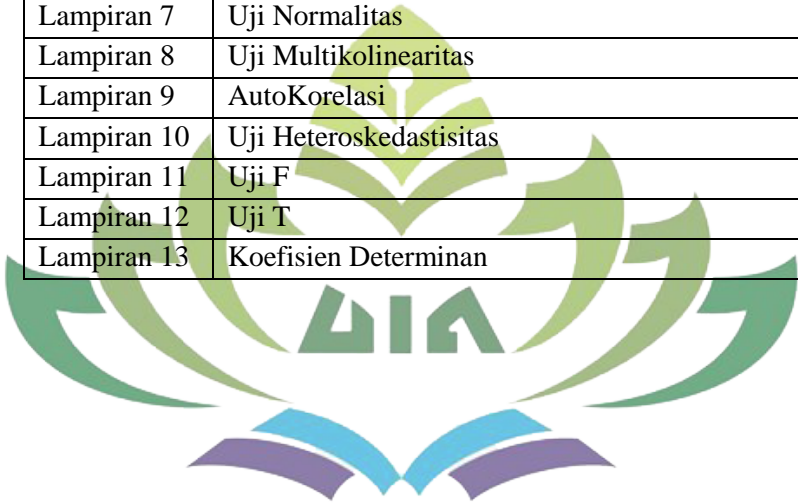 Lampiran 7 Uji Normalitas
Lampiran 8 Uji Multikolinearitas
Lampiran 9 AutoKorelasi
Lampiran 10 Uji Heteroskedastisitas
Lampiran 11 Uji F
Lampiran 12 Uji T
Lampiran 13 Koefisien Determinan